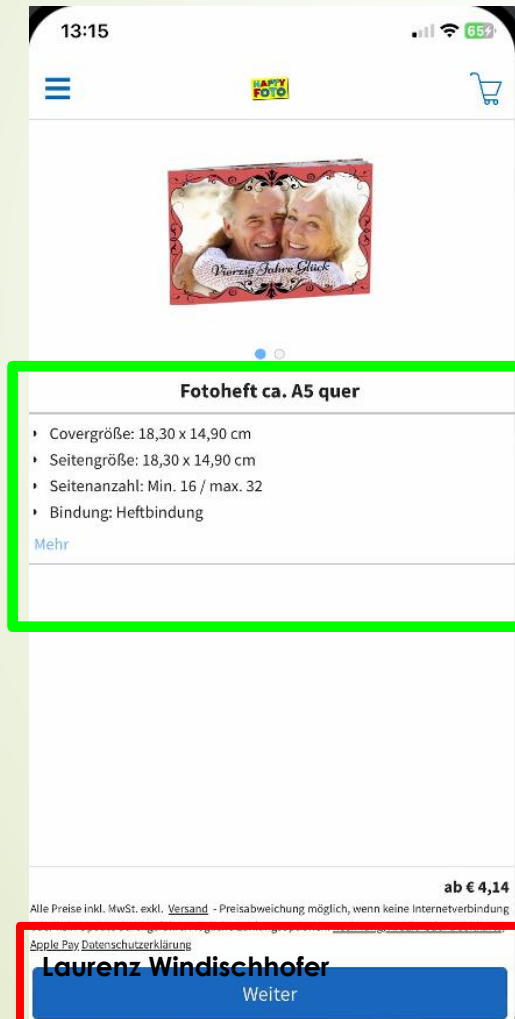 13:15
65
HAPPY
FOTO
Vierzig Jahre Glück
Fotoheft ca. A5 quer
Covergröße: 18,30 x 14,90 cm
Seitengröße: 18,30 x 14,90 cm
Seitenanzahl: Min. 16 / max. 32
Bindung: Heftbindung
Mehr
ab € 4,14
Alle Preise inkl. MwSt. exkl. Versand - Preisabweichung möglich, wenn keine Internetverbindung
Apple Pay Datenschutzerklärung
Laurenz Windischhofer
Weiter